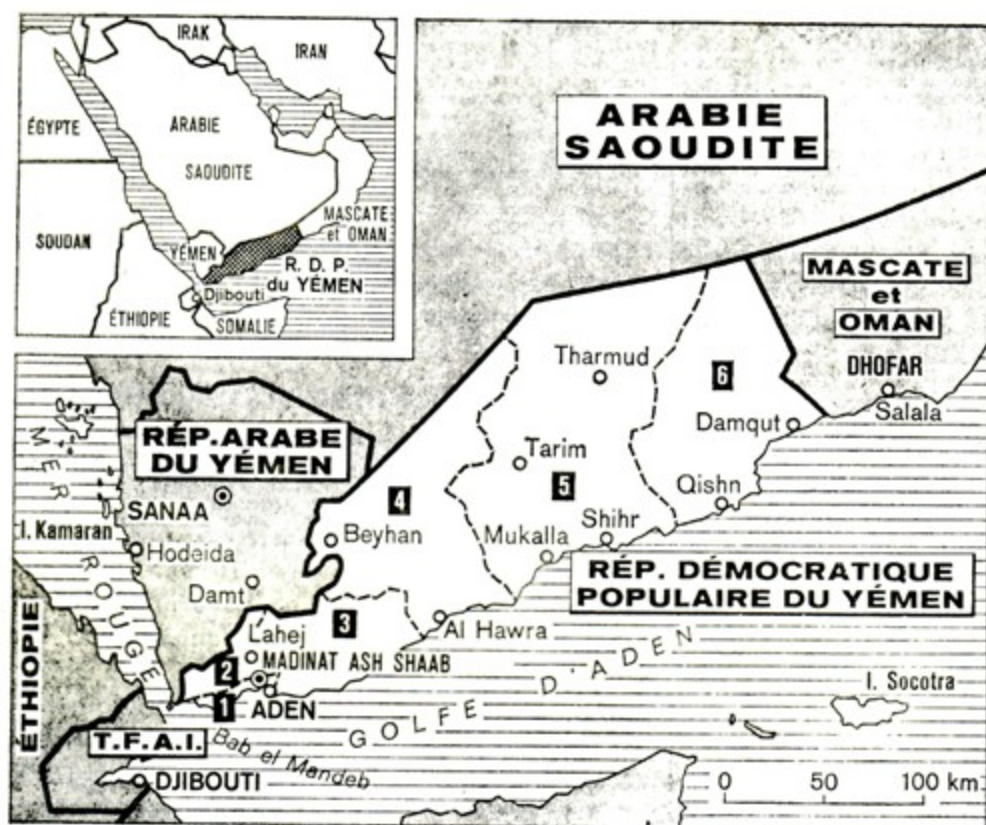 IRAK
IRAN
ÉGYPTE
ARABIE
SAOUDITE
SOUDAN
MASCATE
et OMAN
YÉMEN
R. D. P.
du YÉMEN
Djibouti
ÉTHIOPIE
SOMALIE
ARABIE
SAOUDITE
MASCATE
et
OMAN
DHOFAR
Salala
Tharmud
6
Damqut
RÉP. ARABE
DU YÉMEN
Tarim
4
5
Qishn
SANAA
Shihr
I. Kamaran
Beyhan
Mukalla
Hodeida
RÉP. DÉMOCRATIQUE
POPULAIRE DU YÉMEN
Damt
MER ROUGE
3
Al Hawra
Lahej
2
MADINAT ASH SHAAB
I. Socotra
1
ADEN
GOLFE D'ADEN
ÉTHIOPIE
T.F.A.I.
Bab el Mandeb
DJIBOUTI
0 50 100 km